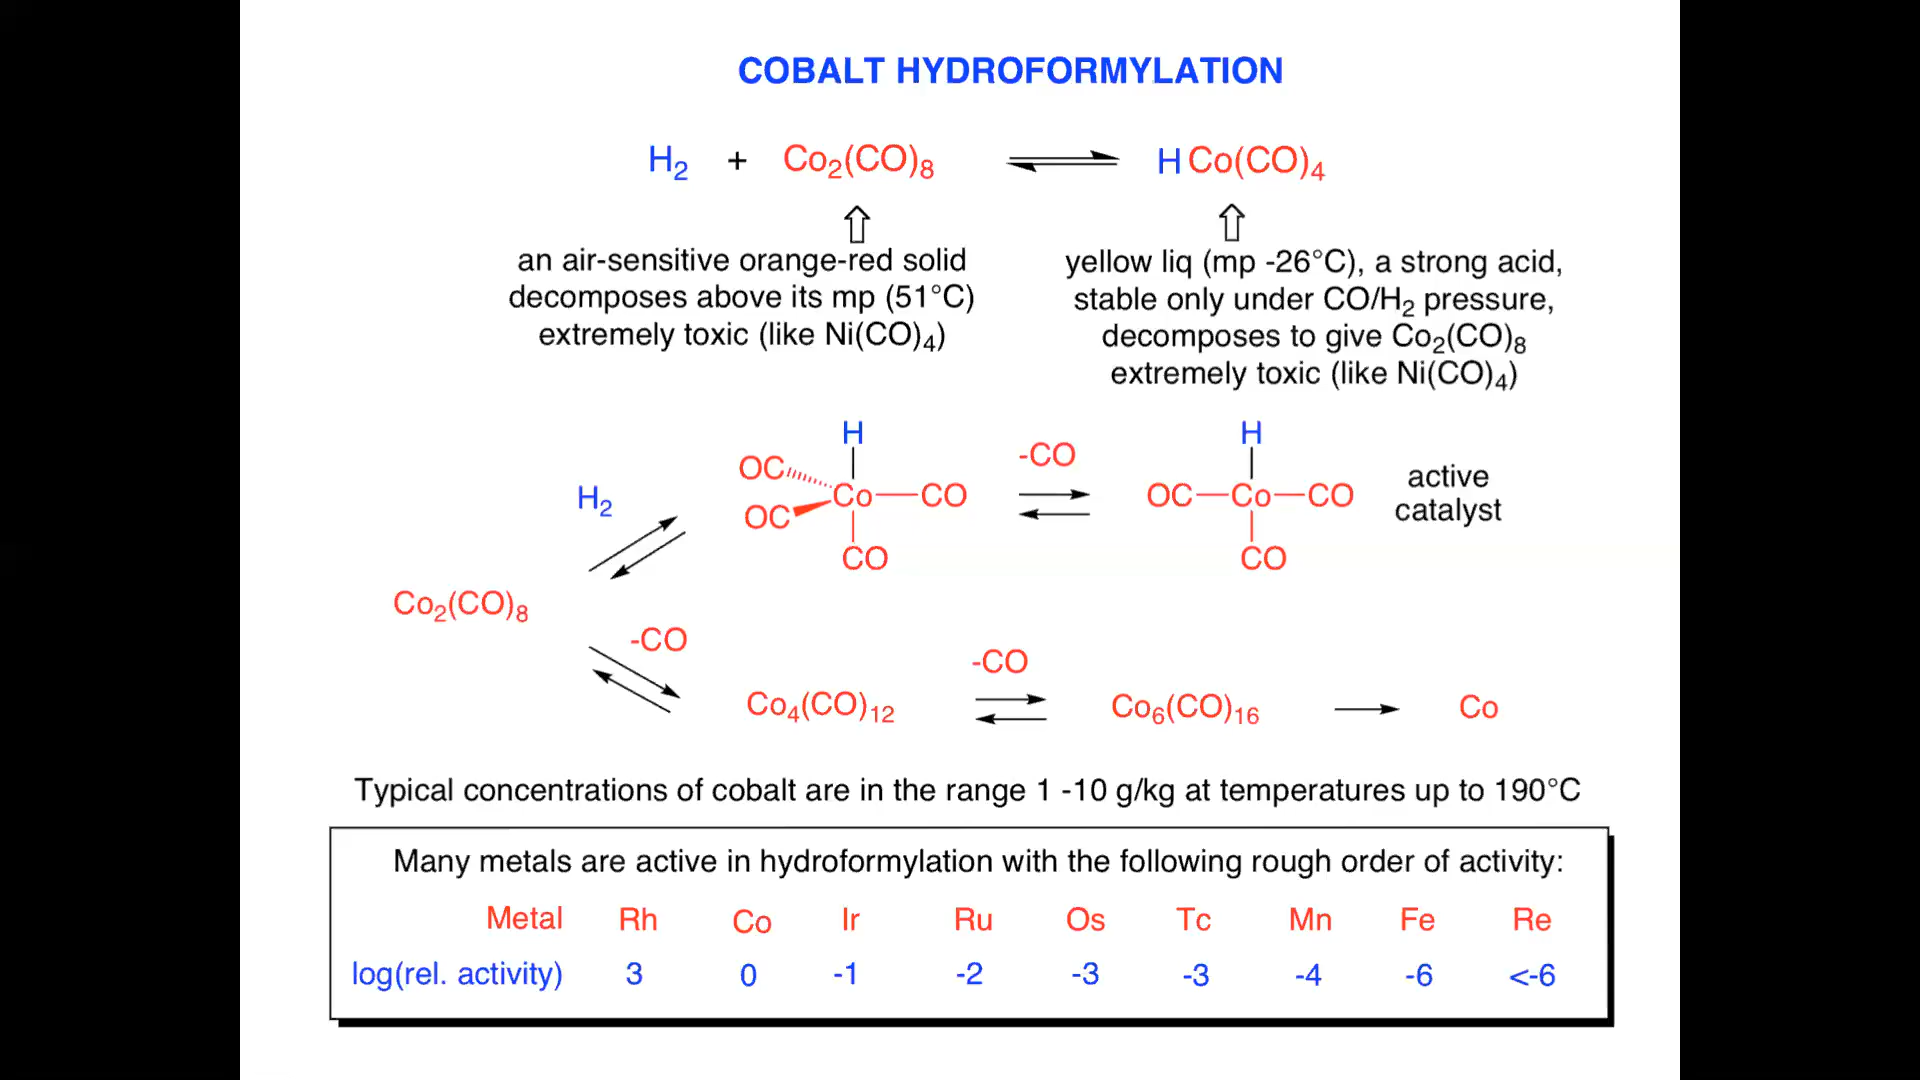 COBALT HYDROFORMYLATION
H2 + Co2(CO)8 HCo(CO)4
an air-sensitive orange-red solid
decomposes above its mp (51°C)
extremely toxic (like Ni(CO)4)
yellow liq (mp -26°C), a strong acid,
stable only under CO/H2 pressure,
decomposes to give Co2(CO)8
extremely toxic (like Ni(CO)4)
H
OC
OC
Co
CO
CO
-CO
H
OC Co CO
CO
active
catalyst
H2
Co2(CO)8
-CO
Co4(CO)12
-CO
Co6(CO)16
Co
Typical concentrations of cobalt are in the range 1 -10 g/kg at temperatures up to 190°C
Many metals are active in hydroformylation with the following rough order of activity:
Metal Rh Co Ir Ru Os Tc Mn Fe Re
log(rel. activity) 3 0 -1 -2 -3 -3 -4 -6 <-6